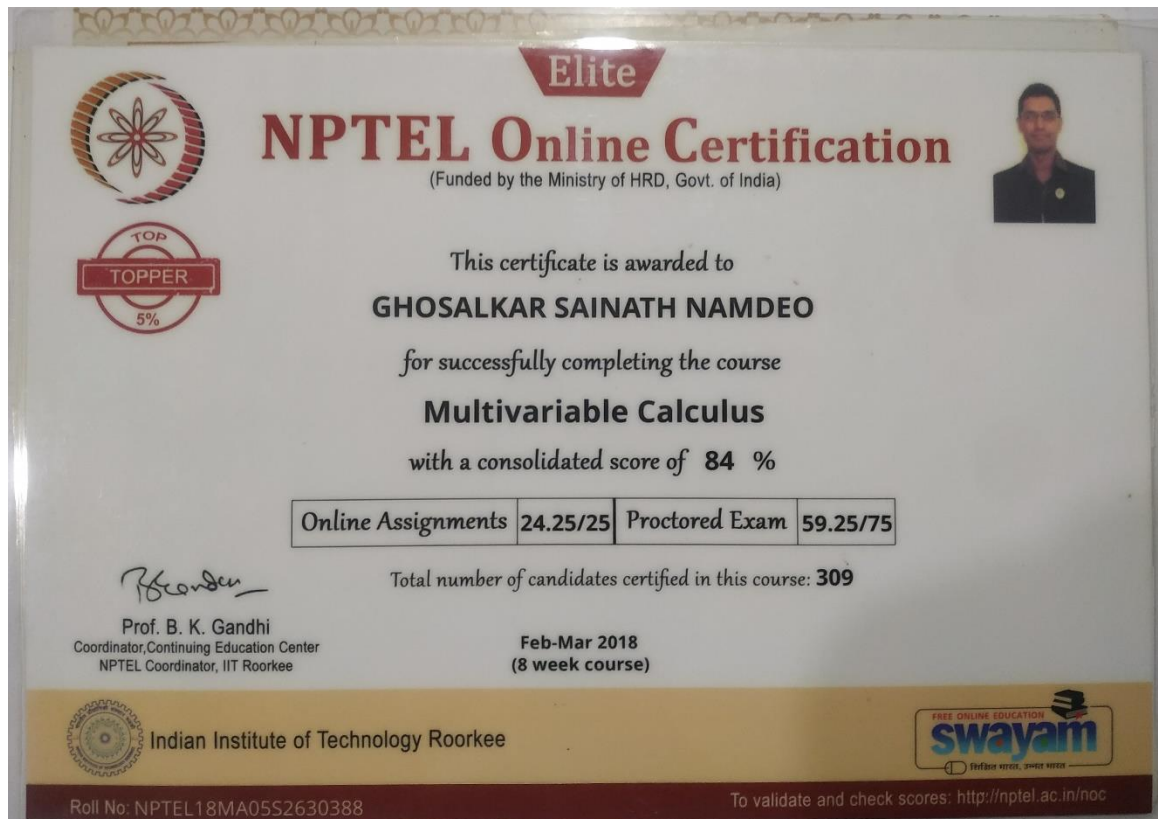 Elite
NPTEL Online Certification
(Funded by the Ministry of HRD, Govt. of India)
TOP
TOPPER
5%
This certificate is awarded to
GHOSALKAR SAINATH NAMDEO
for successfully completing the course
Multivariable Calculus
with a consolidated score of 84 %
Online Assignments 24.25/25 Proctored Exam 59.25/75
Total number of candidates certified in this course: 309
Prof. B. K. Gandhi
Coordinator,Continuing Education Center
NPTEL Coordinator, IIT Roorkee
Feb-Mar 2018
(8 week course)
Indian Institute of Technology Roorkee
FREE ONLINE EDUCATION
swayam
शिक्षित भारत, उन्नत भारत
Roll No: NPTEL18MA05S2630388
To validate and check scores: http://nptel.ac.in/noc